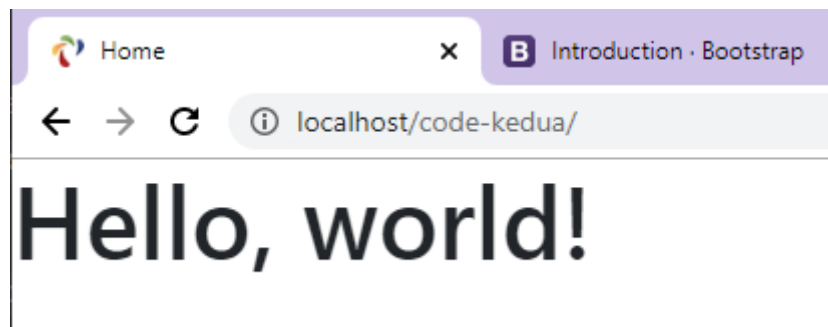 Home
B Introduction · Bootstrap
localhost/code-kedua/
Hello, world!